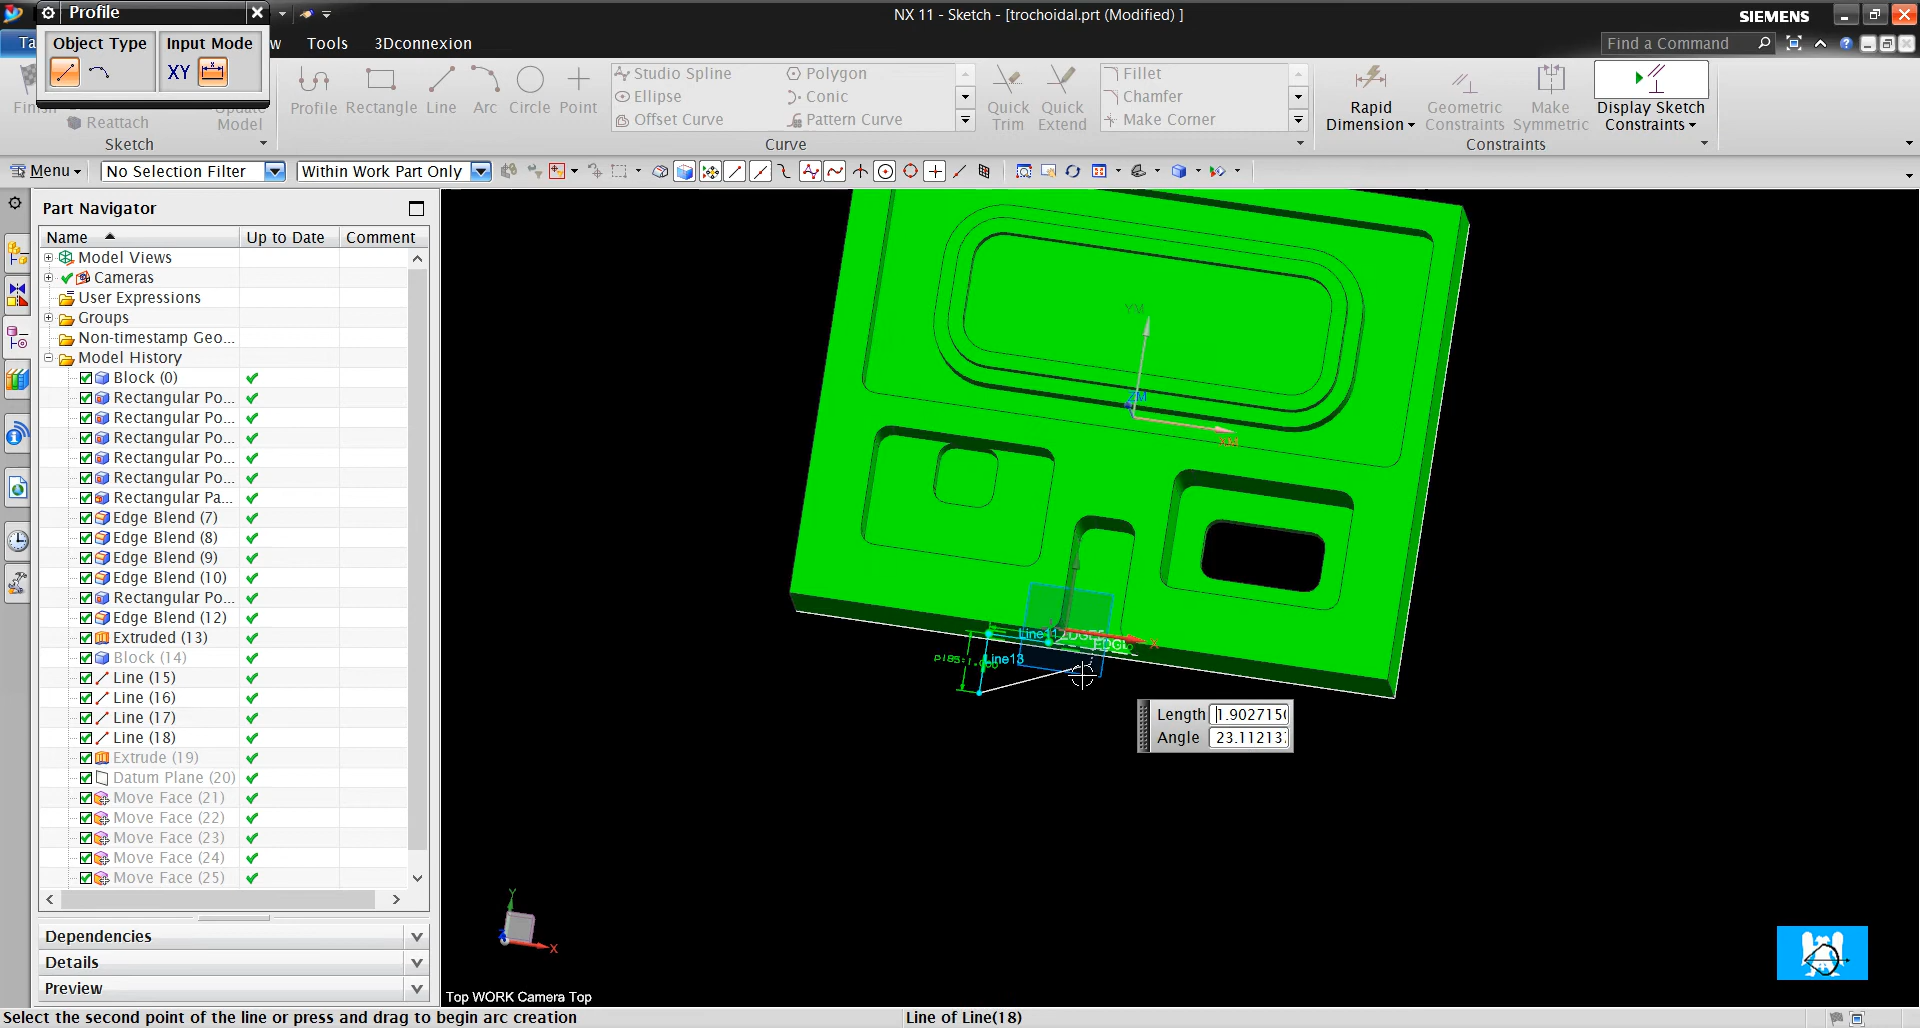 Profile
NX 11 - Sketch - [trochoidal.prt (Modified) ]
SIEMENS
Object Type
Input Mode
XY
Tools
3Dconnexion
Find a Command
Reattach
Update Model
Sketch
Profile
Rectangle
Line
Arc
Circle
Point
Studio Spline
Ellipse
Offset Curve
Polygon
Conic
Pattern Curve
Quick Trim
Quick Extend
Fillet
Chamfer
Make Corner
Curve
Rapid Dimension
Geometric Constraints
Make Symmetric
Display Sketch Constraints
Constraints
Menu
No Selection Filter
Within Work Part Only
Part Navigator
Name
Up to Date
Comment
Model Views
Cameras
User Expressions
Groups
Non-timestamp Geo...
Model History
Block (0)
Rectangular Po...
Rectangular Po...
Rectangular Po...
Rectangular Po...
Rectangular Po...
Rectangular Pa...
Edge Blend (7)
Edge Blend (8)
Edge Blend (9)
Edge Blend (10)
Rectangular Po...
Edge Blend (12)
Extruded (13)
Block (14)
Line (15)
Line (16)
Line (17)
Line (18)
Extrude (19)
Datum Plane (20)
Move Face (21)
Move Face (22)
Move Face (23)
Move Face (24)
Move Face (25)
Dependencies
Details
Preview
YM
ZM
XM
Line11
Line13
X
Length 1.902715
Angle 23.11213
Y
X
Top WORK Camera Top
Select the second point of the line or press and drag to begin arc creation
Line of Line(18)